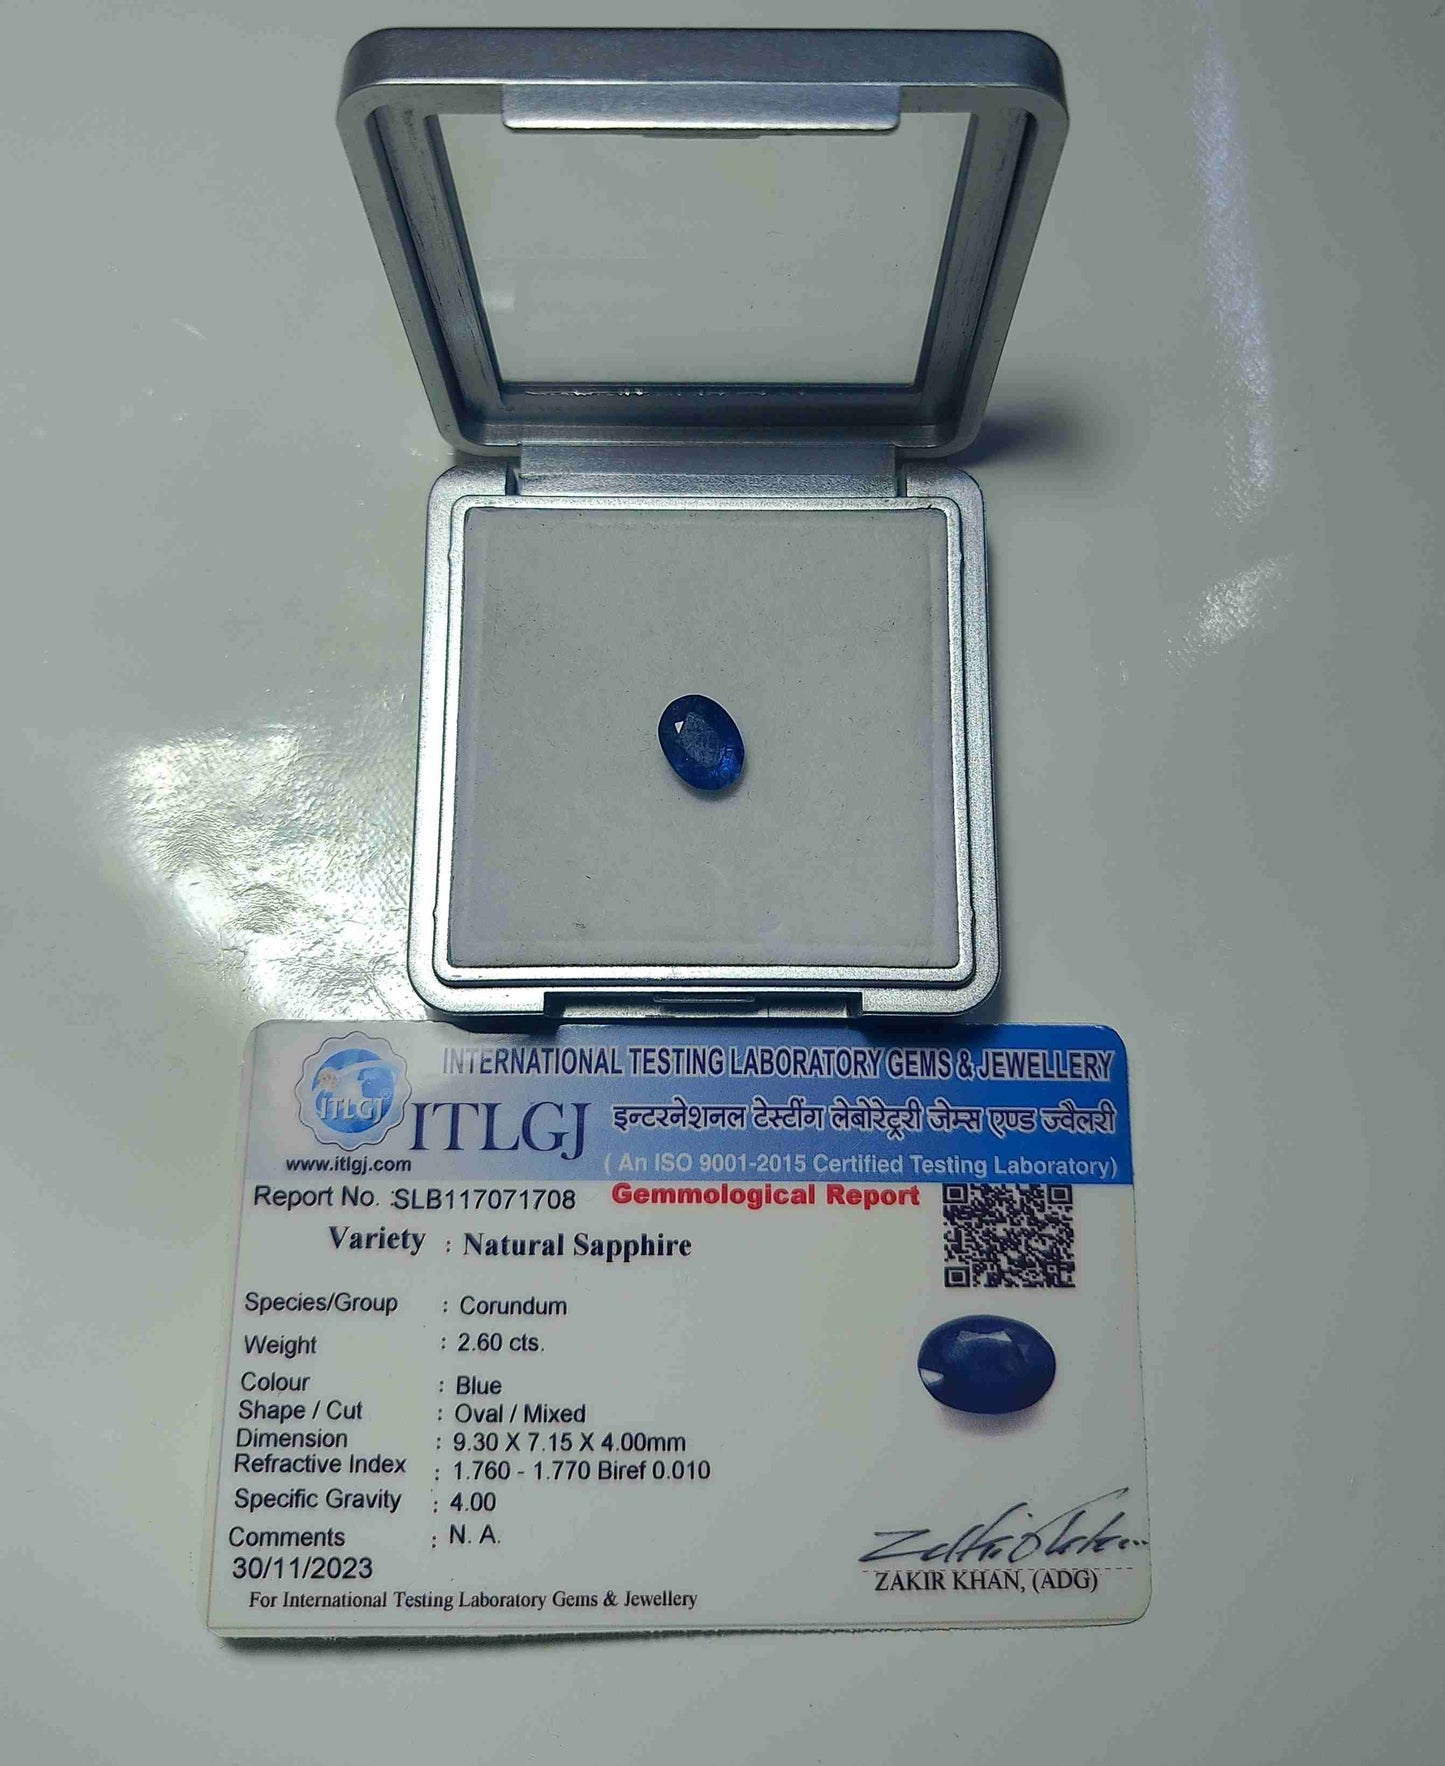 INTERNATIONAL TESTING LABORATORY GEMS & JEWELLERY
ITLGJ
ITLGJ
इन्टरनेशनल टेस्टींग लेबोरेट्ररी जेम्स एण्ड ज्वैलरी
www.itlgj.com
( An ISO 9001-2015 Certified Testing Laboratory)
Report No. :SLB117071708
Gemmological Report
Variety : Natural Sapphire
Species/Group : Corundum
Weight : 2.60 cts.
Colour : Blue
Shape / Cut : Oval / Mixed
Dimension : 9.30 X 7.15 X 4.00mm
Refractive Index : 1.760 - 1.770 Biref 0.010
Specific Gravity : 4.00
Comments : N. A.
30/11/2023
ZAKIR KHAN, (ADG)
For International Testing Laboratory Gems & Jewellery